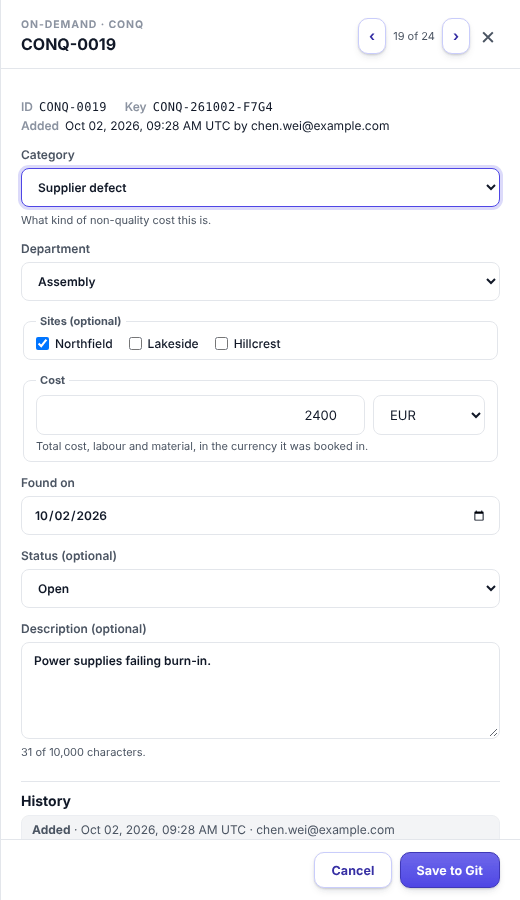 ON-DEMAND · CONQ
CONQ-0019
‹ 19 of 24 › ✕
ID CONQ-0019 Key CONQ-261002-F7G4
Added Oct 02, 2026, 09:28 AM UTC by chen.wei@example.com
Category
Supplier defect
What kind of non-quality cost this is.
Department
Assembly
Sites (optional)
Northfield Lakeside Hillcrest
Cost
2400 EUR
Total cost, labour and material, in the currency it was booked in.
Found on
10/02/2026
Status (optional)
Open
Description (optional)
Power supplies failing burn-in.
31 of 10,000 characters.
History
Added · Oct 02, 2026, 09:28 AM UTC · chen.wei@example.com
Cancel Save to Git